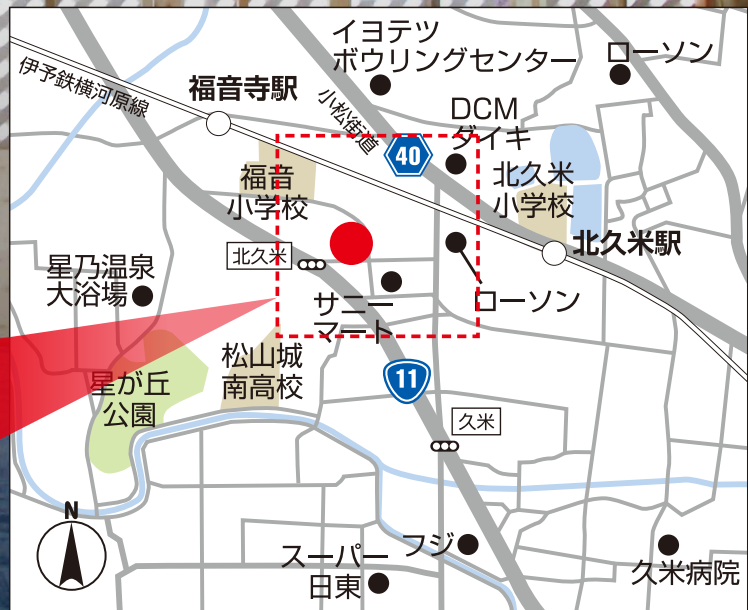 イヨテツ
ボウリングセンター
ローソン
伊予鉄横河原線
福音寺駅
小松街道
DCM
ダイキ
40
福音
小学校
北久米
小学校
北久米駅
北久米
星乃温泉
大浴場
サニー
マート
ローソン
松山城
南高校
11
星が丘
公園
久米
N
スーパー
日東
フジ
久米病院